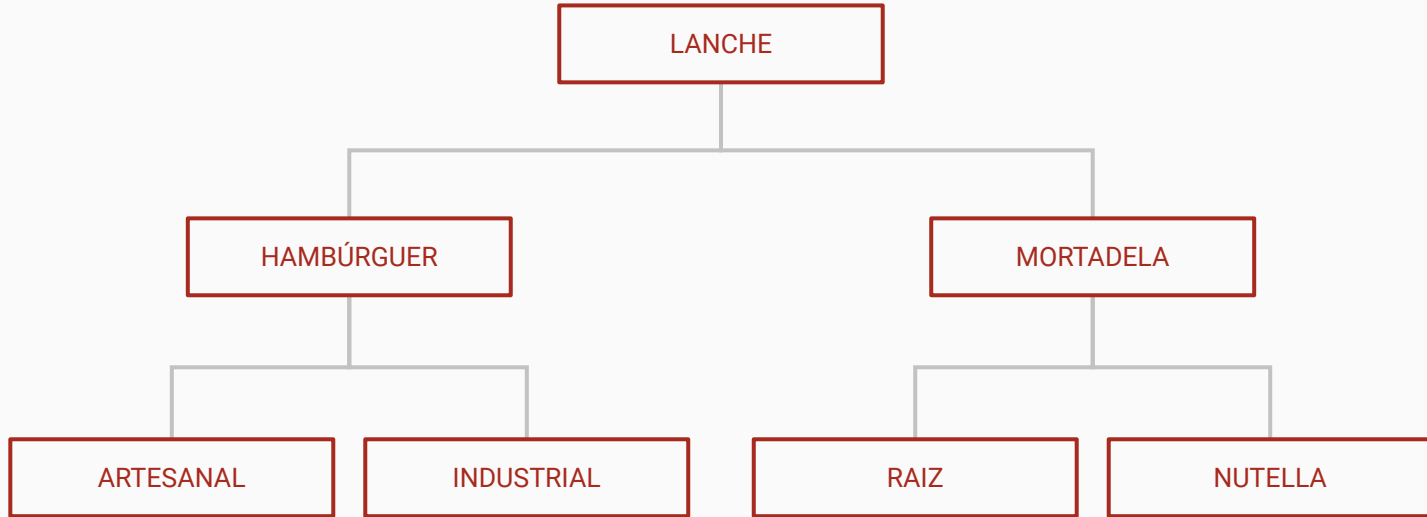 LANCHE
HAMBÚRGUER
MORTADELA
ARTESANAL
INDUSTRIAL
RAIZ
NUTELLA